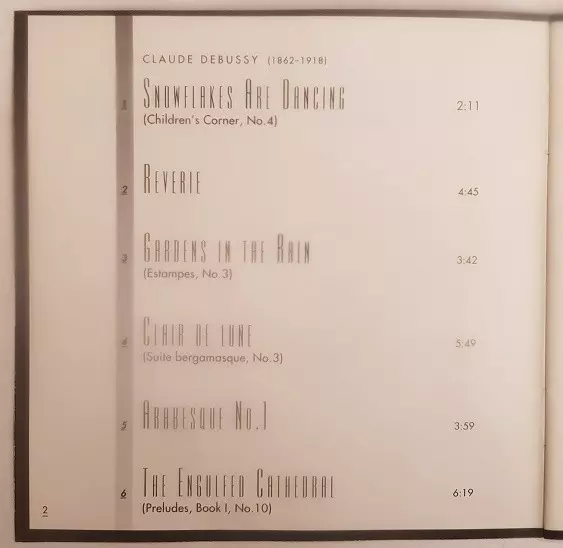 CLAUDE DEBUSSY (1862–1918)
1 Snowflakes Are Dancing 2:11
(Children's Corner, No.4)
2 Reverie 4:45
3 Gardens in the Rain 3:42
(Estampes, No.3)
4 Clair de lune 5:49
(Suite bergamasque, No.3)
5 Arabesque No.1 3:59
6 The Engulfed Cathedral 6:19
(Preludes, Book I, No.10)
2